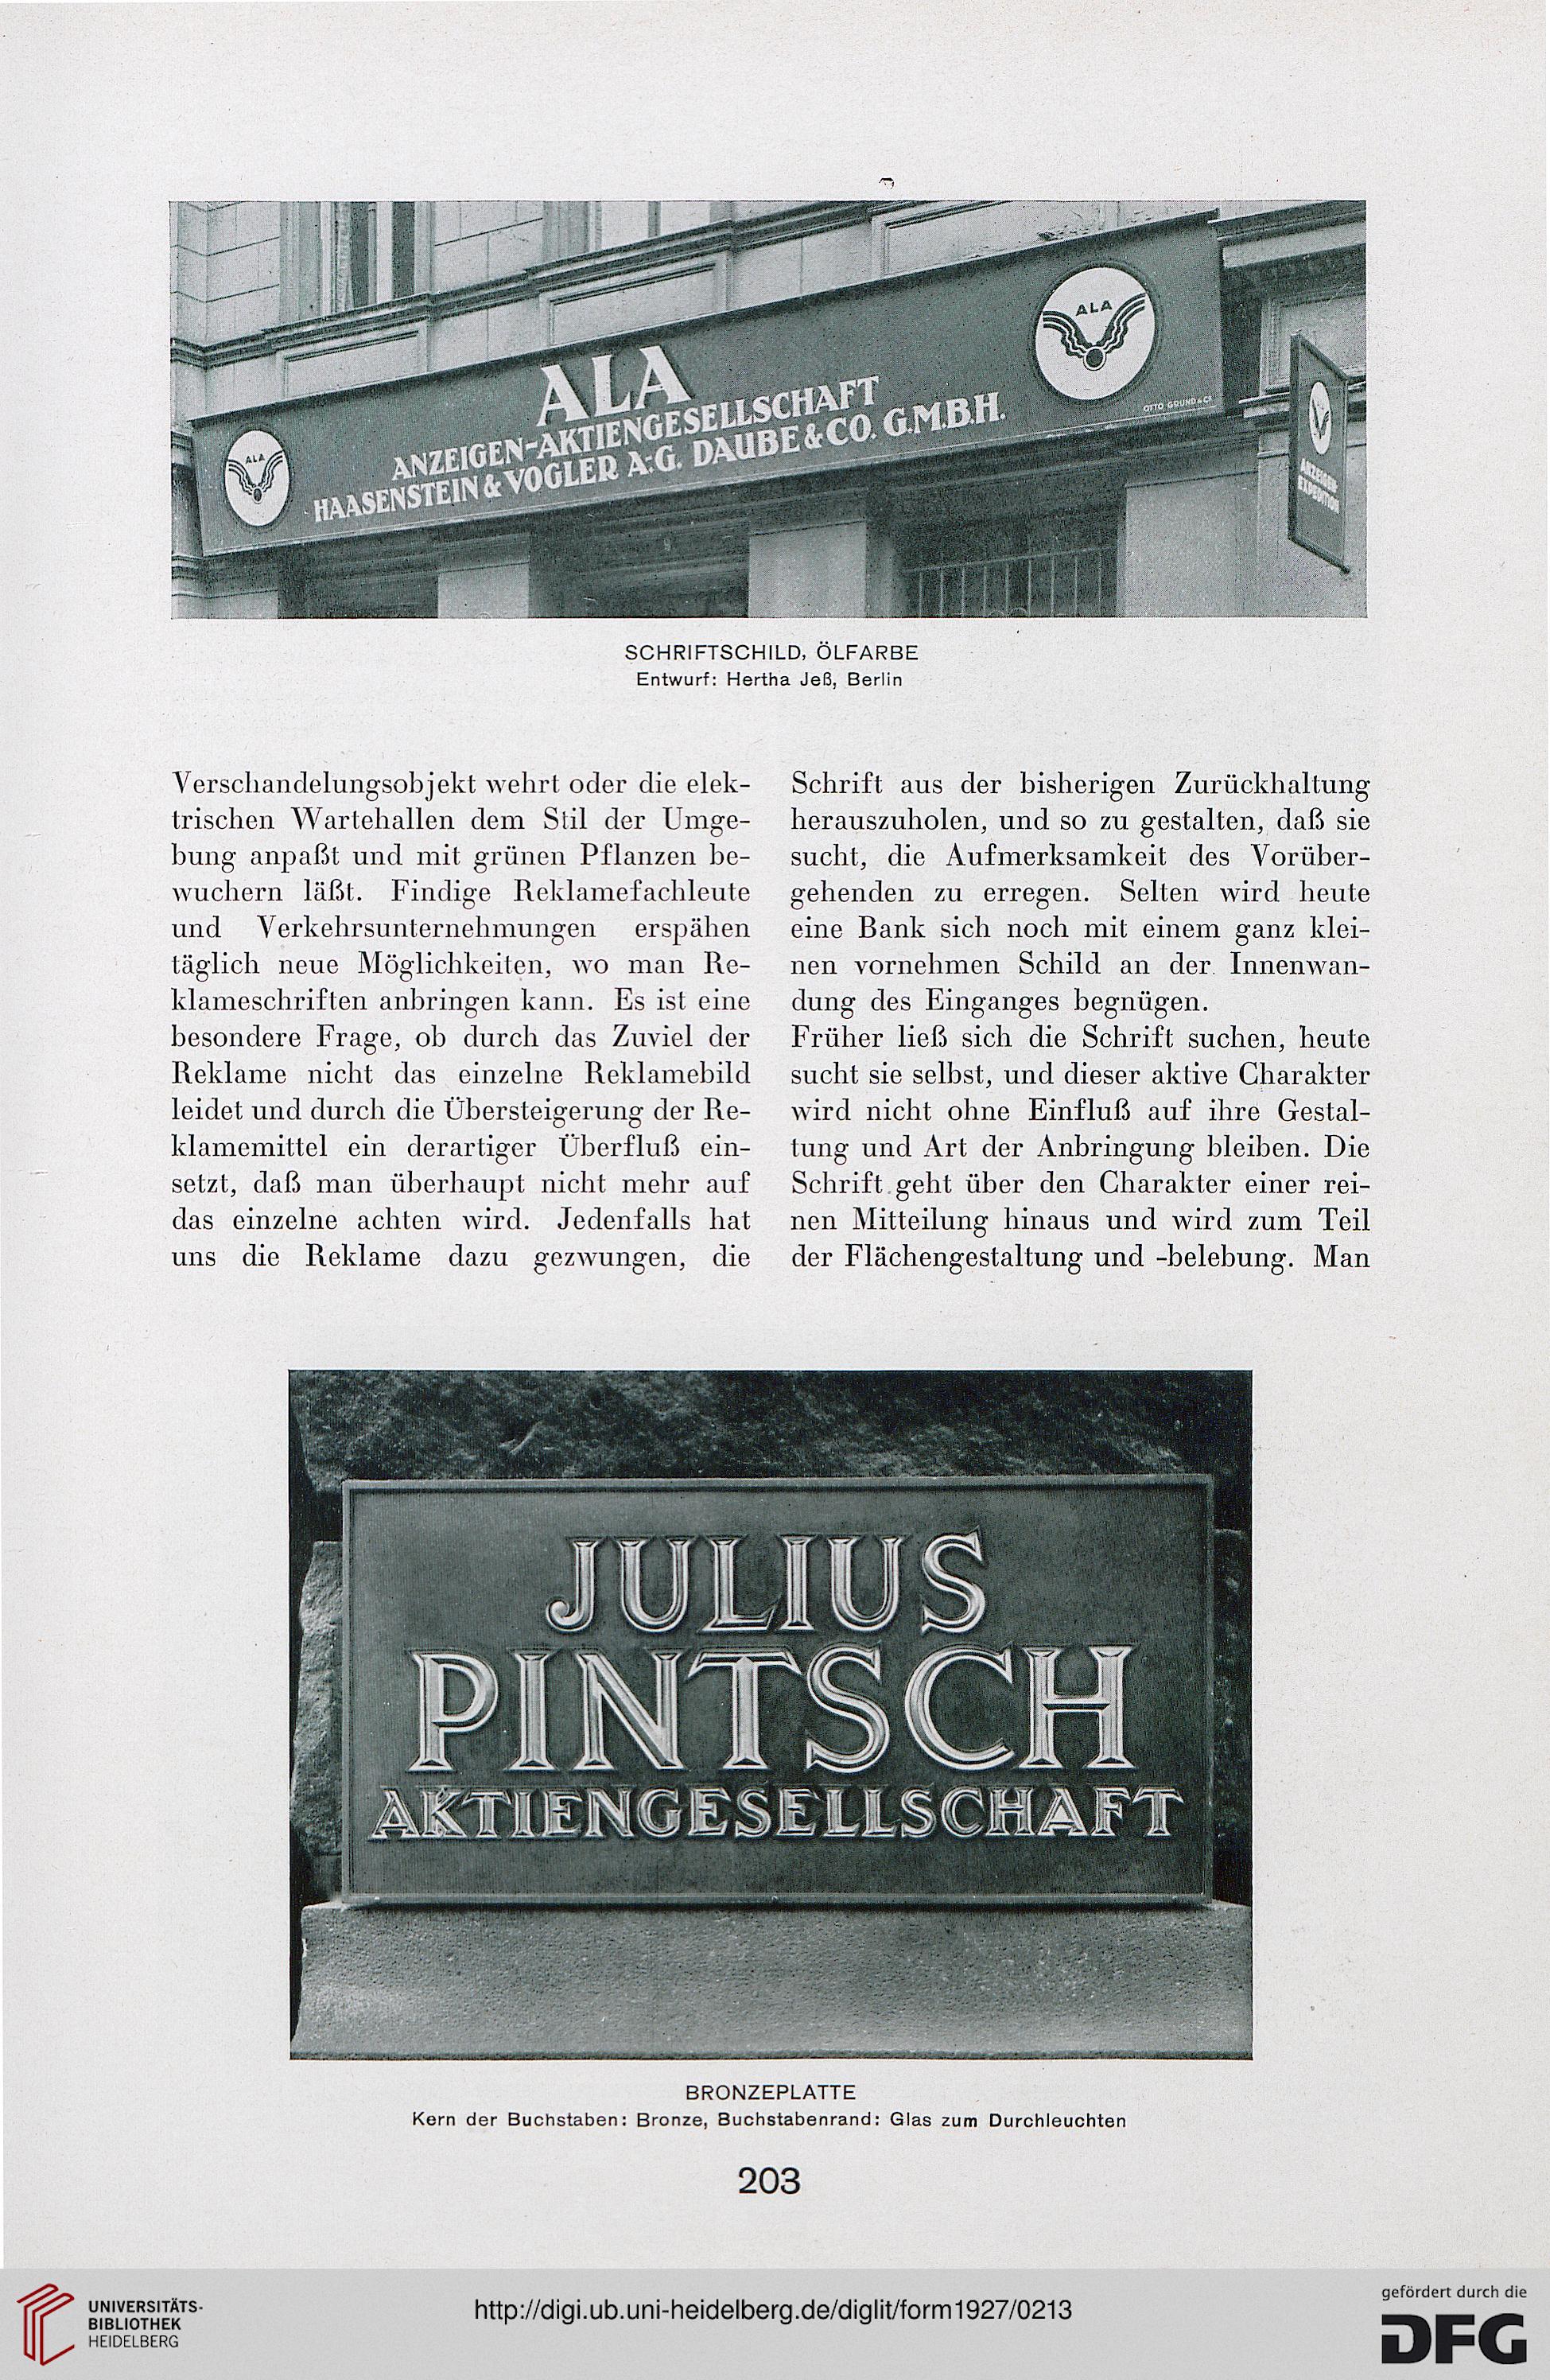 ALA
ALA
ANZEIGEN-AKTIENGESELLSCHAFT
HAASENSTEIN & VOGLER A:G. DAUBE & CO. G.M.B.H.
ALA
OTTO GRUND & Co
ANZEIGEN-
EXPEDITION
SCHRIFTSCHILD, ÖLFARBE
Entwurf: Hertha Jeß, Berlin
Verschandelungsobjekt wehrt oder die elek-
trischen Wartehallen dem Stil der Umge-
bung anpaßt und mit grünen Pflanzen be-
wuchern läßt. Findige Reklamefachleute
und Verkehrsunternehmungen erspähen
täglich neue Möglichkeiten, wo man Re-
klameschriften anbringen kann. Es ist eine
besondere Frage, ob durch das Zuviel der
Reklame nicht das einzelne Reklamebild
leidet und durch die Übersteigerung der Re-
klamemittel ein derartiger Überfluß ein-
setzt, daß man überhaupt nicht mehr auf
das einzelne achten wird. Jedenfalls hat
uns die Reklame dazu gezwungen, die
Schrift aus der bisherigen Zurückhaltung
herauszuholen, und so zu gestalten, daß sie
sucht, die Aufmerksamkeit des Vorüber-
gehenden zu erregen. Selten wird heute
eine Bank sich noch mit einem ganz klei-
nen vornehmen Schild an der Innenwan-
dung des Einganges begnügen.
Früher ließ sich die Schrift suchen, heute
sucht sie selbst, und dieser aktive Charakter
wird nicht ohne Einfluß auf ihre Gestal-
tung und Art der Anbringung bleiben. Die
Schrift geht über den Charakter einer rei-
nen Mitteilung hinaus und wird zum Teil
der Flächengestaltung und -belebung. Man
JULIUS
PINTSCH
AKTIENGESELLSCHAFT
BRONZEPLATTE
Kern der Buchstaben: Bronze, Buchstabenrand: Glas zum Durchleuchten
203
UNIVERSITÄTS-
BIBLIOTHEK
HEIDELBERG
http://digi.ub.uni-heidelberg.de/diglit/form1927/0213
gefördert durch die
DFG